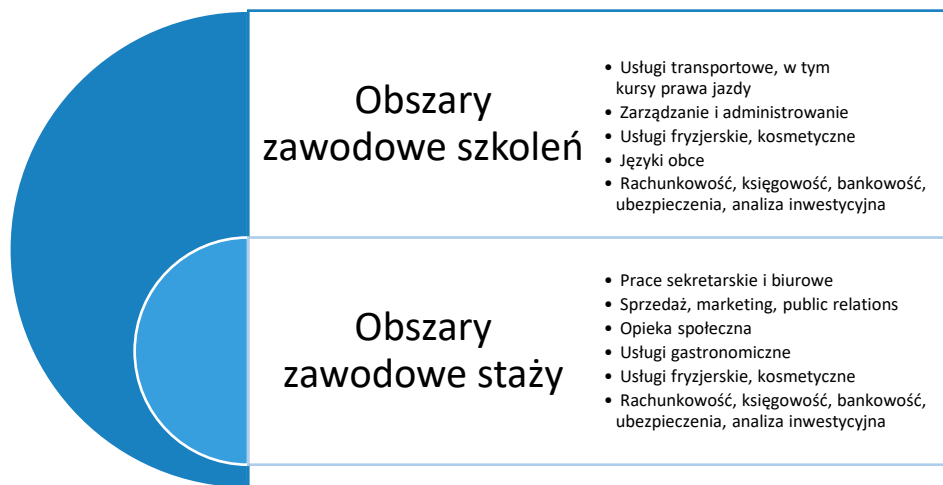 Obszary
zawodowe szkoleń
• Usługi transportowe, w tym
kursy prawa jazdy
• Zarządzanie i administrowanie
• Usługi fryzjerskie, kosmetyczne
• Języki obce
• Rachunkowość, księgowość, bankowość,
ubezpieczenia, analiza inwestycyjna
Obszary
zawodowe staży
• Prace sekretarskie i biurowe
• Sprzedaż, marketing, public relations
• Opieka społeczna
• Usługi gastronomiczne
• Usługi fryzjerskie, kosmetyczne
• Rachunkowość, księgowość, bankowość,
ubezpieczenia, analiza inwestycyjna